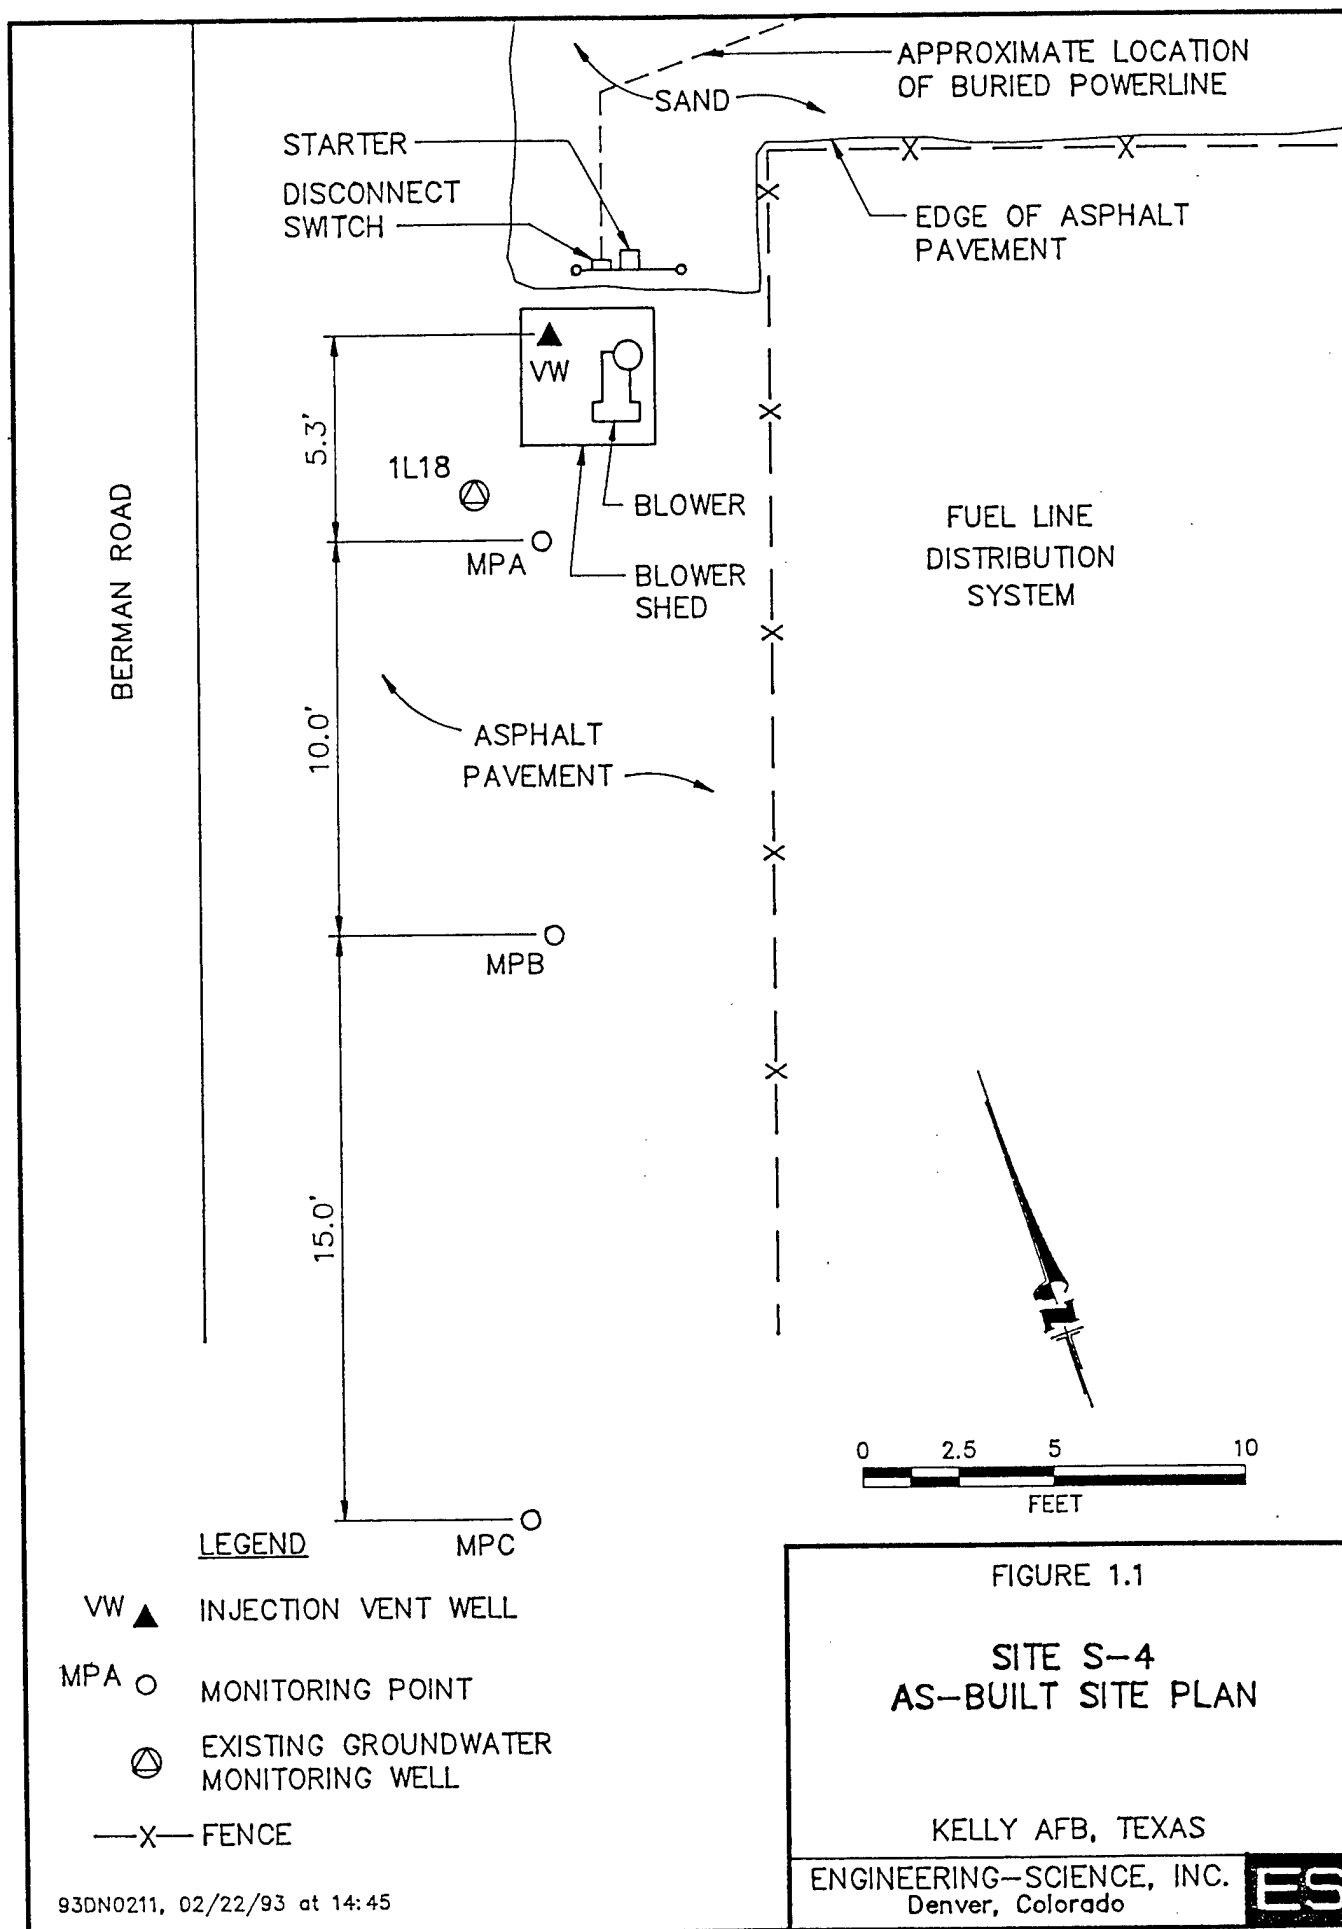 APPROXIMATE LOCATION
OF BURIED POWERLINE
SAND
STARTER
DISCONNECT
SWITCH
EDGE OF ASPHALT
PAVEMENT
VW
5.3'
1L18
BLOWER
MPA
BLOWER
SHED
FUEL LINE
DISTRIBUTION
SYSTEM
BERMAN ROAD
10.0'
ASPHALT
PAVEMENT
MPB
15.0'
N
0 2.5 5 10
FEET
MPC
LEGEND
VW INJECTION VENT WELL
MPA MONITORING POINT
EXISTING GROUNDWATER
MONITORING WELL
X FENCE
93DN0211, 02/22/93 at 14:45
FIGURE 1.1
SITE S-4
AS-BUILT SITE PLAN
KELLY AFB, TEXAS
ENGINEERING-SCIENCE, INC.
Denver, Colorado
ES